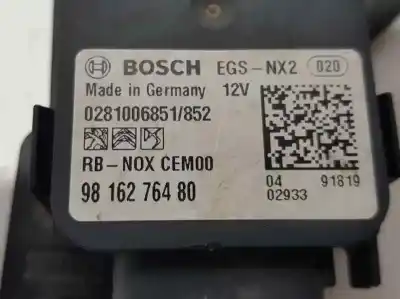 BOSCH EGS-NX2 020
Made in Germany 12V
0281006851/852
RB-NOX CEM00
98 162 764 80
04 91819
02933